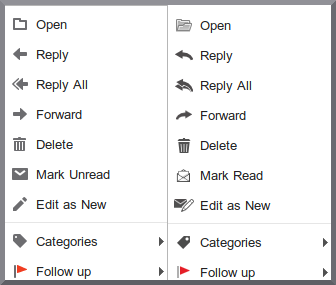 Open
Reply
Reply All
Forward
Delete
Mark Unread
Edit as New
Categories
Follow up
Open
Reply
Reply All
Forward
Delete
Mark Read
Edit as New
Categories
Follow up